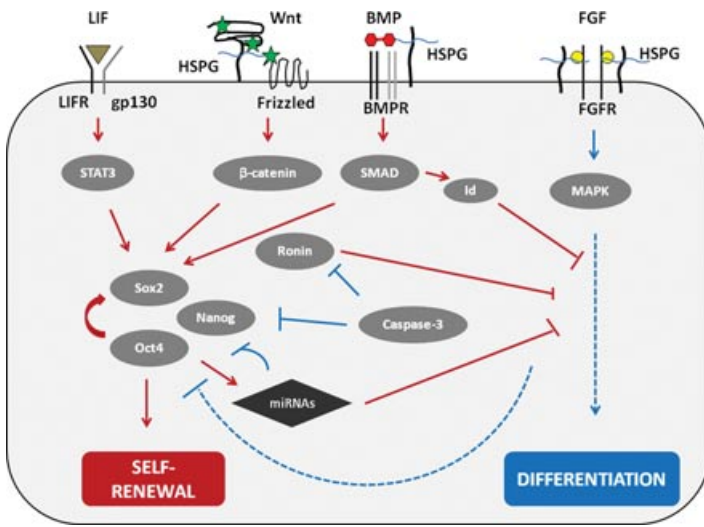 LIF
Wnt
BMP
FGF
HSPG
HSPG
HSPG
LIFR
gp130
Frizzled
BMPR
FGFR
STAT3
β-catenin
SMAD
Id
MAPK
Ronin
Sox2
Nanog
Caspase-3
Oct4
miRNAs
SELF-
RENEWAL
DIFFERENTIATION